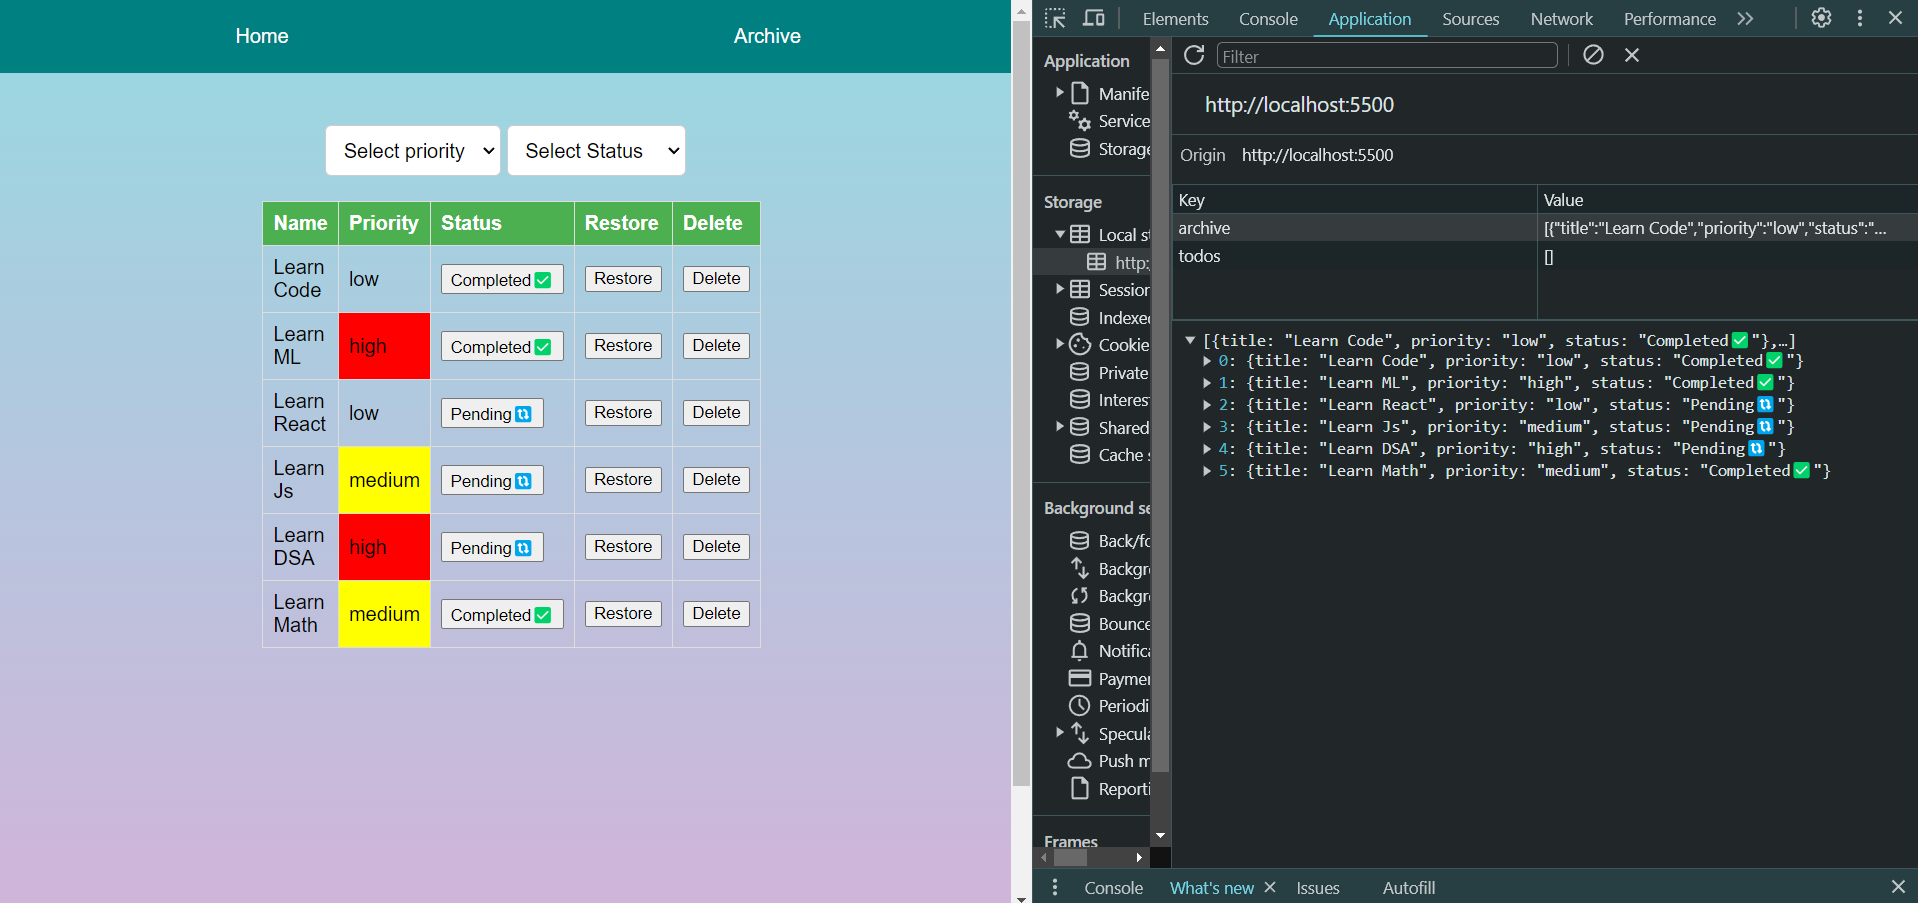 Home Archive
Select priority Select Status
Name Priority Status Restore Delete
Learn Code low Completed✅ Restore Delete
Learn ML high Completed✅ Restore Delete
Learn React low Pending🔃 Restore Delete
Learn Js medium Pending🔃 Restore Delete
Learn DSA high Pending🔃 Restore Delete
Learn Math medium Completed✅ Restore Delete
Elements Console Application Sources Network Performance
Application
Manife
Service
Storage
Storage
Local st
http:
Session
Indexed
Cookie
Private
Interes
Shared
Cache s
Background se
Back/fo
Backgr
Backgr
Bounce
Notifica
Paymen
Periodi
Specula
Push m
Reporti
Frames
Filter
http://localhost:5500
Origin http://localhost:5500
Key Value
archive [{"title":"Learn Code","priority":"low","status":"...
todos []
[{title: "Learn Code", priority: "low", status: "Completed✅"},…]
0: {title: "Learn Code", priority: "low", status: "Completed✅"}
1: {title: "Learn ML", priority: "high", status: "Completed✅"}
2: {title: "Learn React", priority: "low", status: "Pending🔃"}
3: {title: "Learn Js", priority: "medium", status: "Pending🔃"}
4: {title: "Learn DSA", priority: "high", status: "Pending🔃"}
5: {title: "Learn Math", priority: "medium", status: "Completed✅"}
Console What's new Issues Autofill